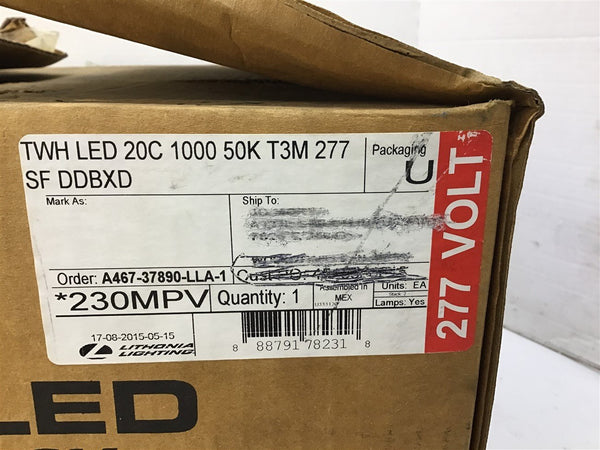 TWH LED 20C 1000 50K T3M 277
SF DDBXD
Packaging
U
Mark As:
Ship To:
Order: A467-37890-LLA-1
*230MPV
Quantity: 1
Assembled in
MEX
Units: EA
Lamps: Yes
17-08-2015-05-15
LITHONIA
LIGHTING
8 88791 78231 8
277 VOLT
LED